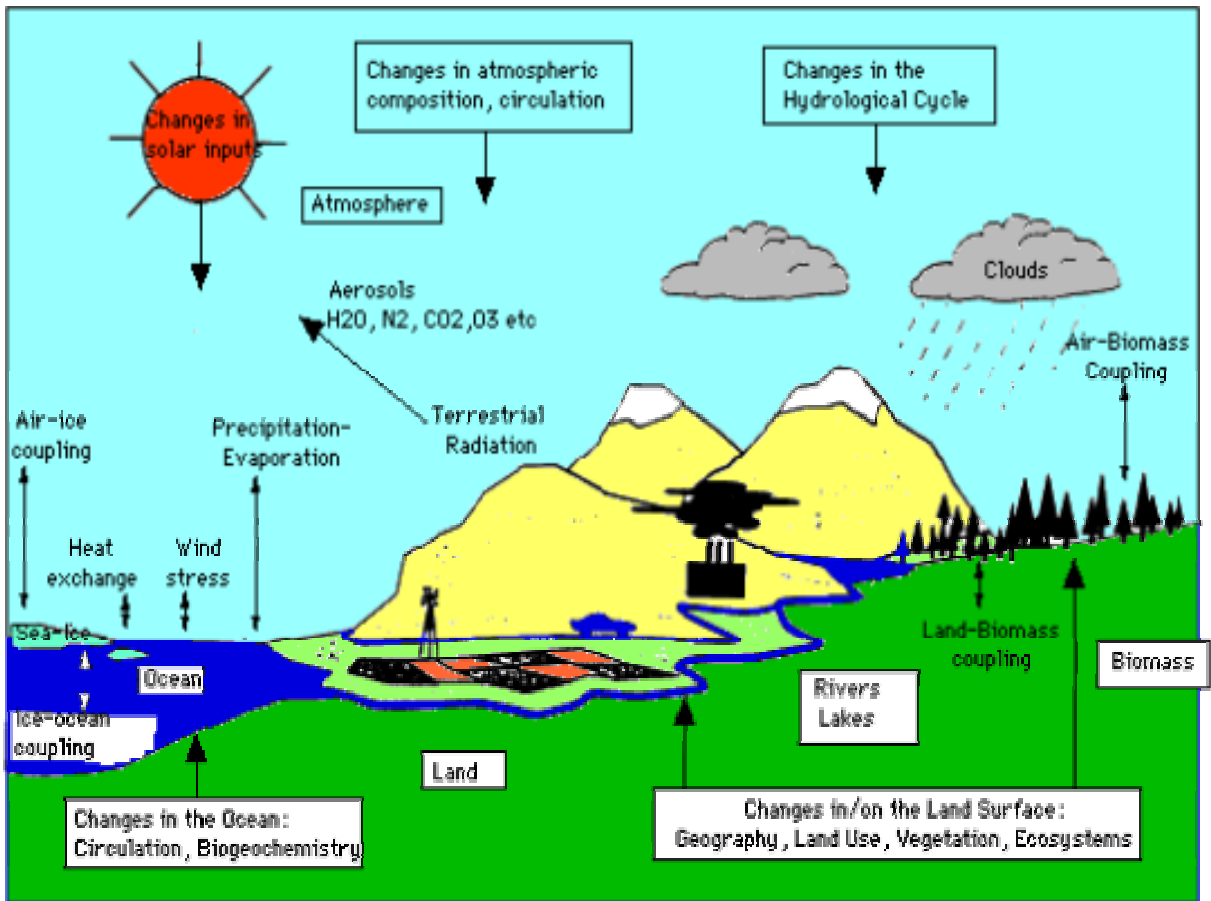 Changes in atmospheric
composition, circulation
Changes in the
Hydrological Cycle
Changes in
solar inputs
Atmosphere
Clouds
Aerosols
H2O, N2, CO2,O3 etc
Air-Biomass
Coupling
Air-ice
coupling
Precipitation-
Evaporation
Terrestrial
Radiation
Heat
exchange
Wind
stress
Sea-Ice
Land-Biomass
coupling
Biomass
Ocean
Rivers
Lakes
Ice-ocean
coupling
Land
Changes in the Ocean:
Circulation, Biogeochemistry
Changes in/on the Land Surface:
Geography, Land Use, Vegetation, Ecosystems